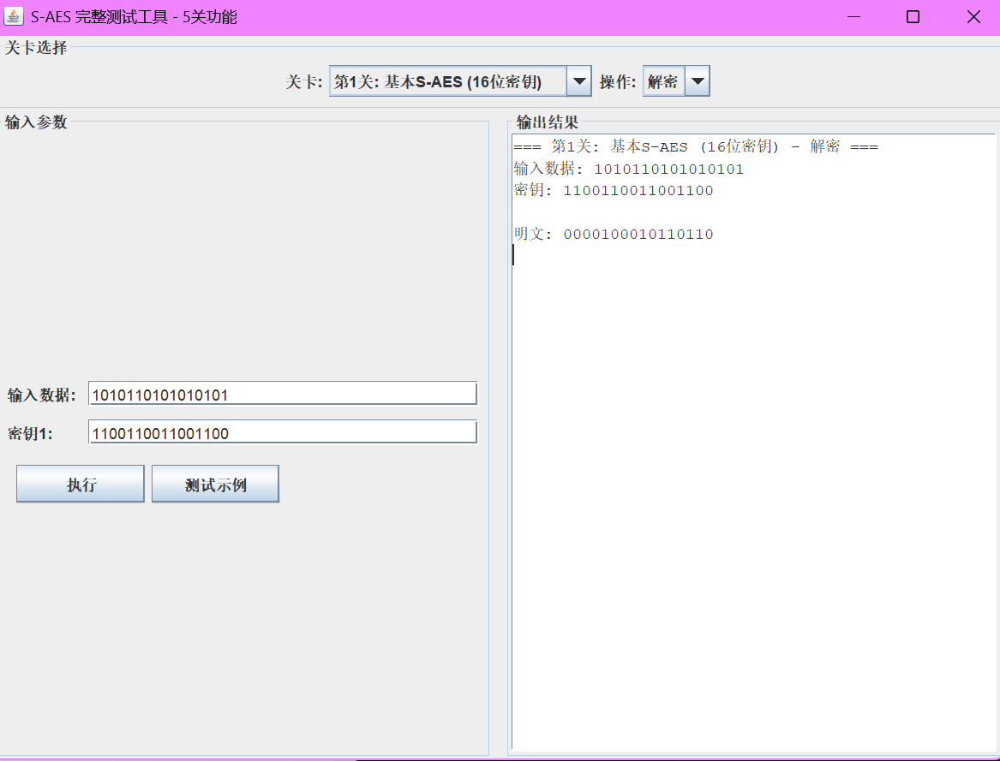 S-AES 完整测试工具 - 5关功能
关卡选择
关卡: 第1关: 基本S-AES (16位密钥) 操作: 解密
输入参数
输入数据: 1010110101010101
密钥1: 1100110011001100
执行 测试示例
输出结果
=== 第1关: 基本S-AES (16位密钥) - 解密 ===
输入数据: 1010110101010101
密钥: 1100110011001100
明文: 0000100010110110